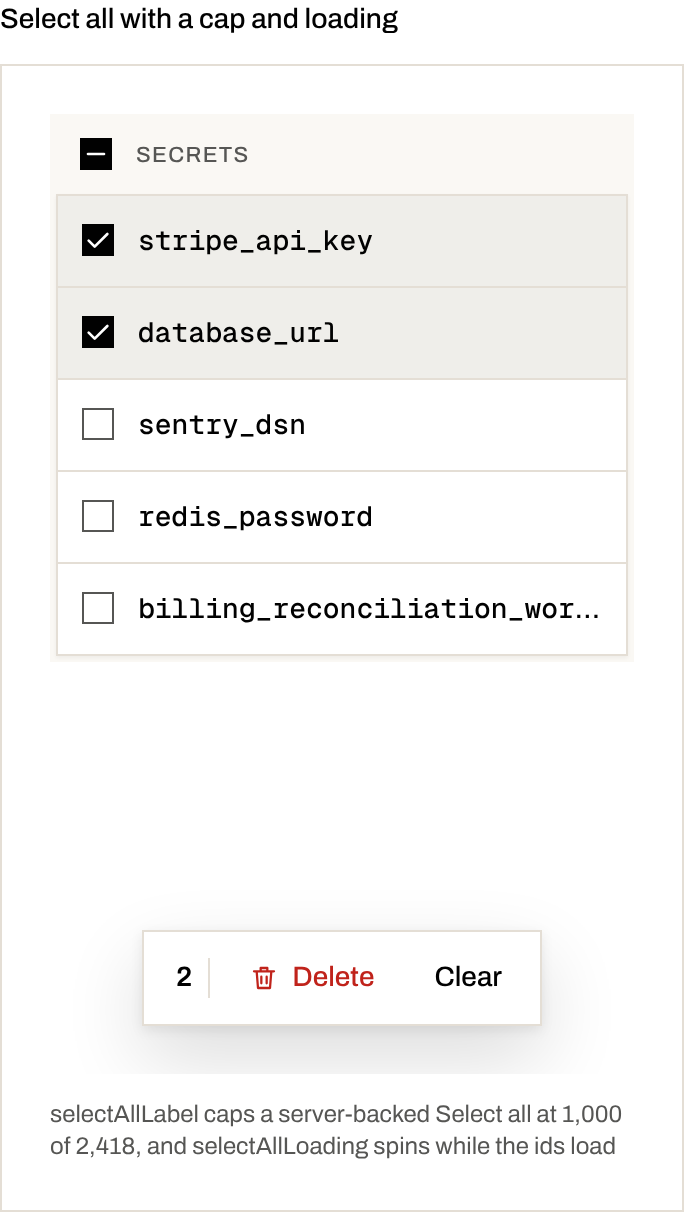 Select all with a cap and loading
SECRETS
stripe_api_key
database_url
sentry_dsn
redis_password
billing_reconciliation_wor...
2
Delete
Clear
selectAllLabel caps a server-backed Select all at 1,000
of 2,418, and selectAllLoading spins while the ids load